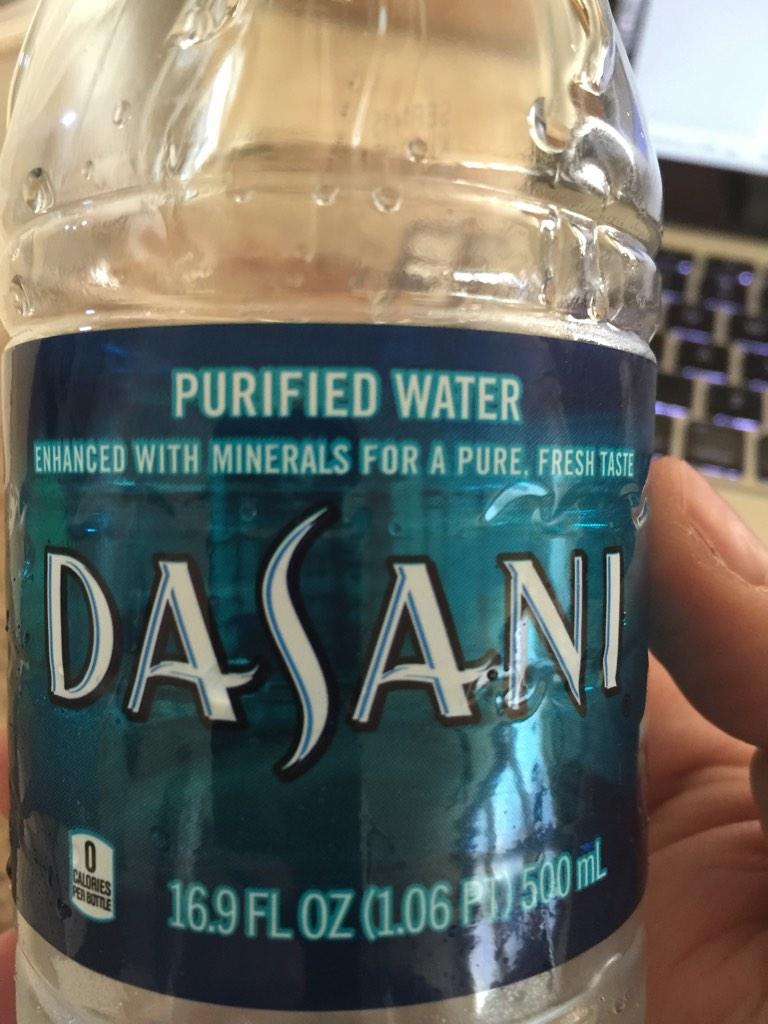 PURIFIED WATER
ENHANCED WITH MINERALS FOR A PURE, FRESH TASTE
DASANI
0
CALORIES
PER BOTTLE
16.9 FL OZ (1.06 PT) 500 mL